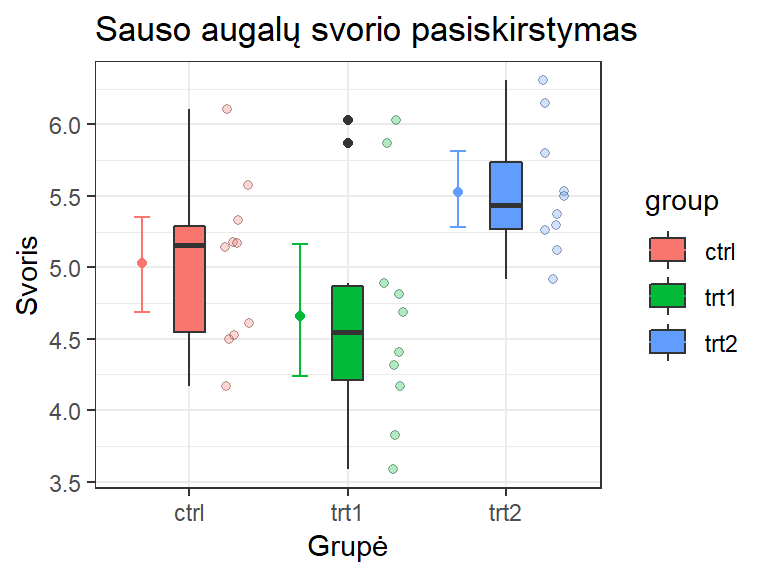 Sauso augalų svorio pasiskirstymas
Svoris
6.0
5.5
5.0
4.5
4.0
3.5
ctrl
trt1
trt2
Grupė
group
ctrl
trt1
trt2